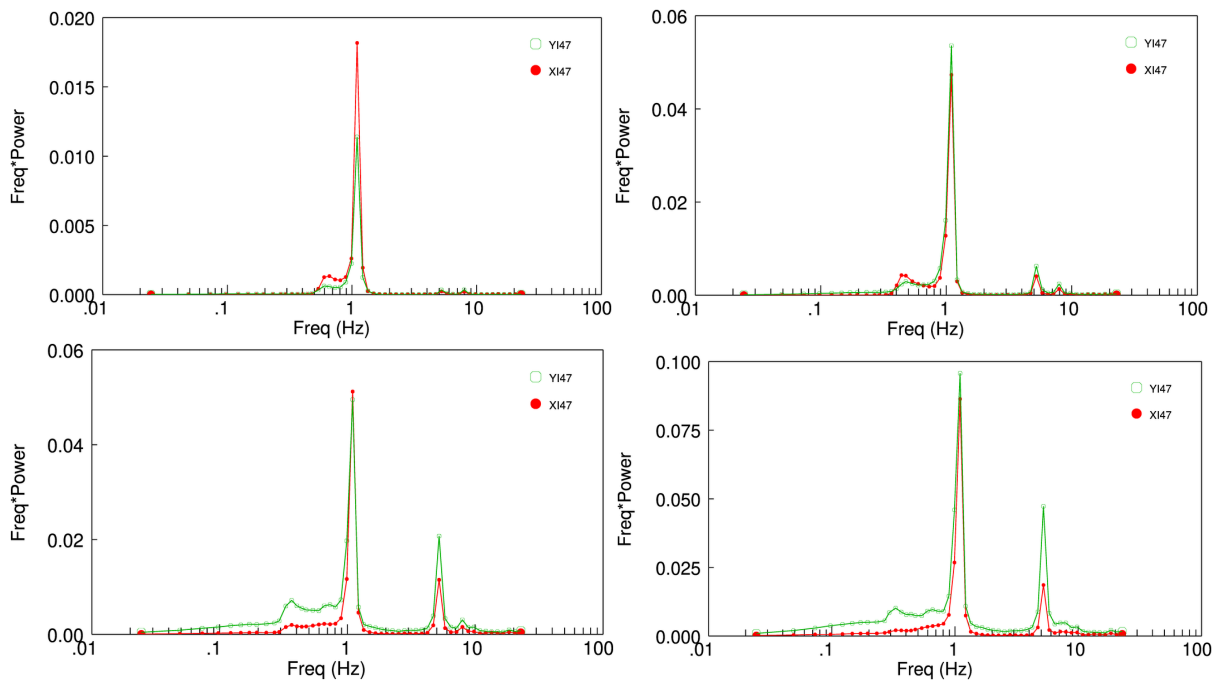 0.020
0.015
0.010
0.005
0.000
Freq*Power
YI47
XI47
.01 .1 1 10 100
Freq (Hz)
0.06
0.04
0.02
0.00
Freq*Power
YI47
XI47
.01 .1 1 10 100
Freq (Hz)
0.06
0.04
0.02
0.00
Freq*Power
YI47
XI47
.01 .1 1 10 100
Freq (Hz)
0.100
0.075
0.050
0.025
0.000
Freq*Power
YI47
XI47
.01 .1 1 10 100
Freq (Hz)